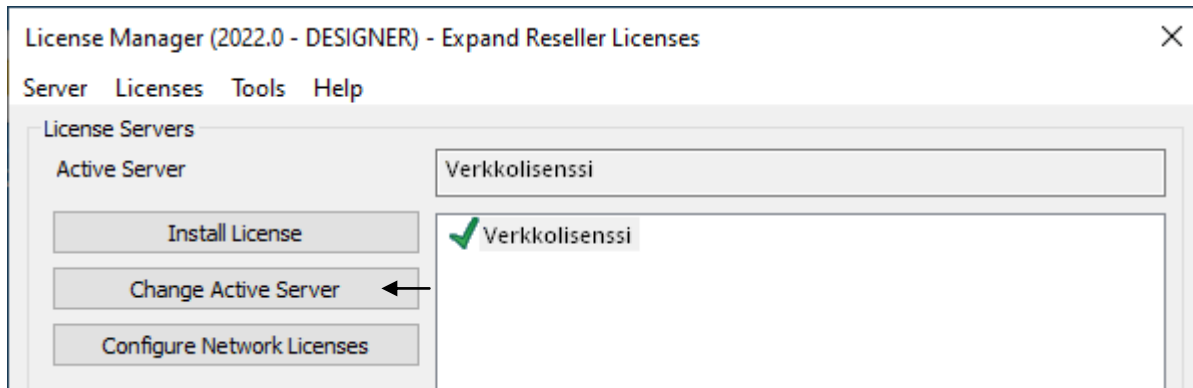 License Manager (2022.0 - DESIGNER) - Expand Reseller Licenses
Server Licenses Tools Help
License Servers
Active Server Verkkolisenssi
Install License
Verkkolisenssi
Change Active Server
Configure Network Licenses